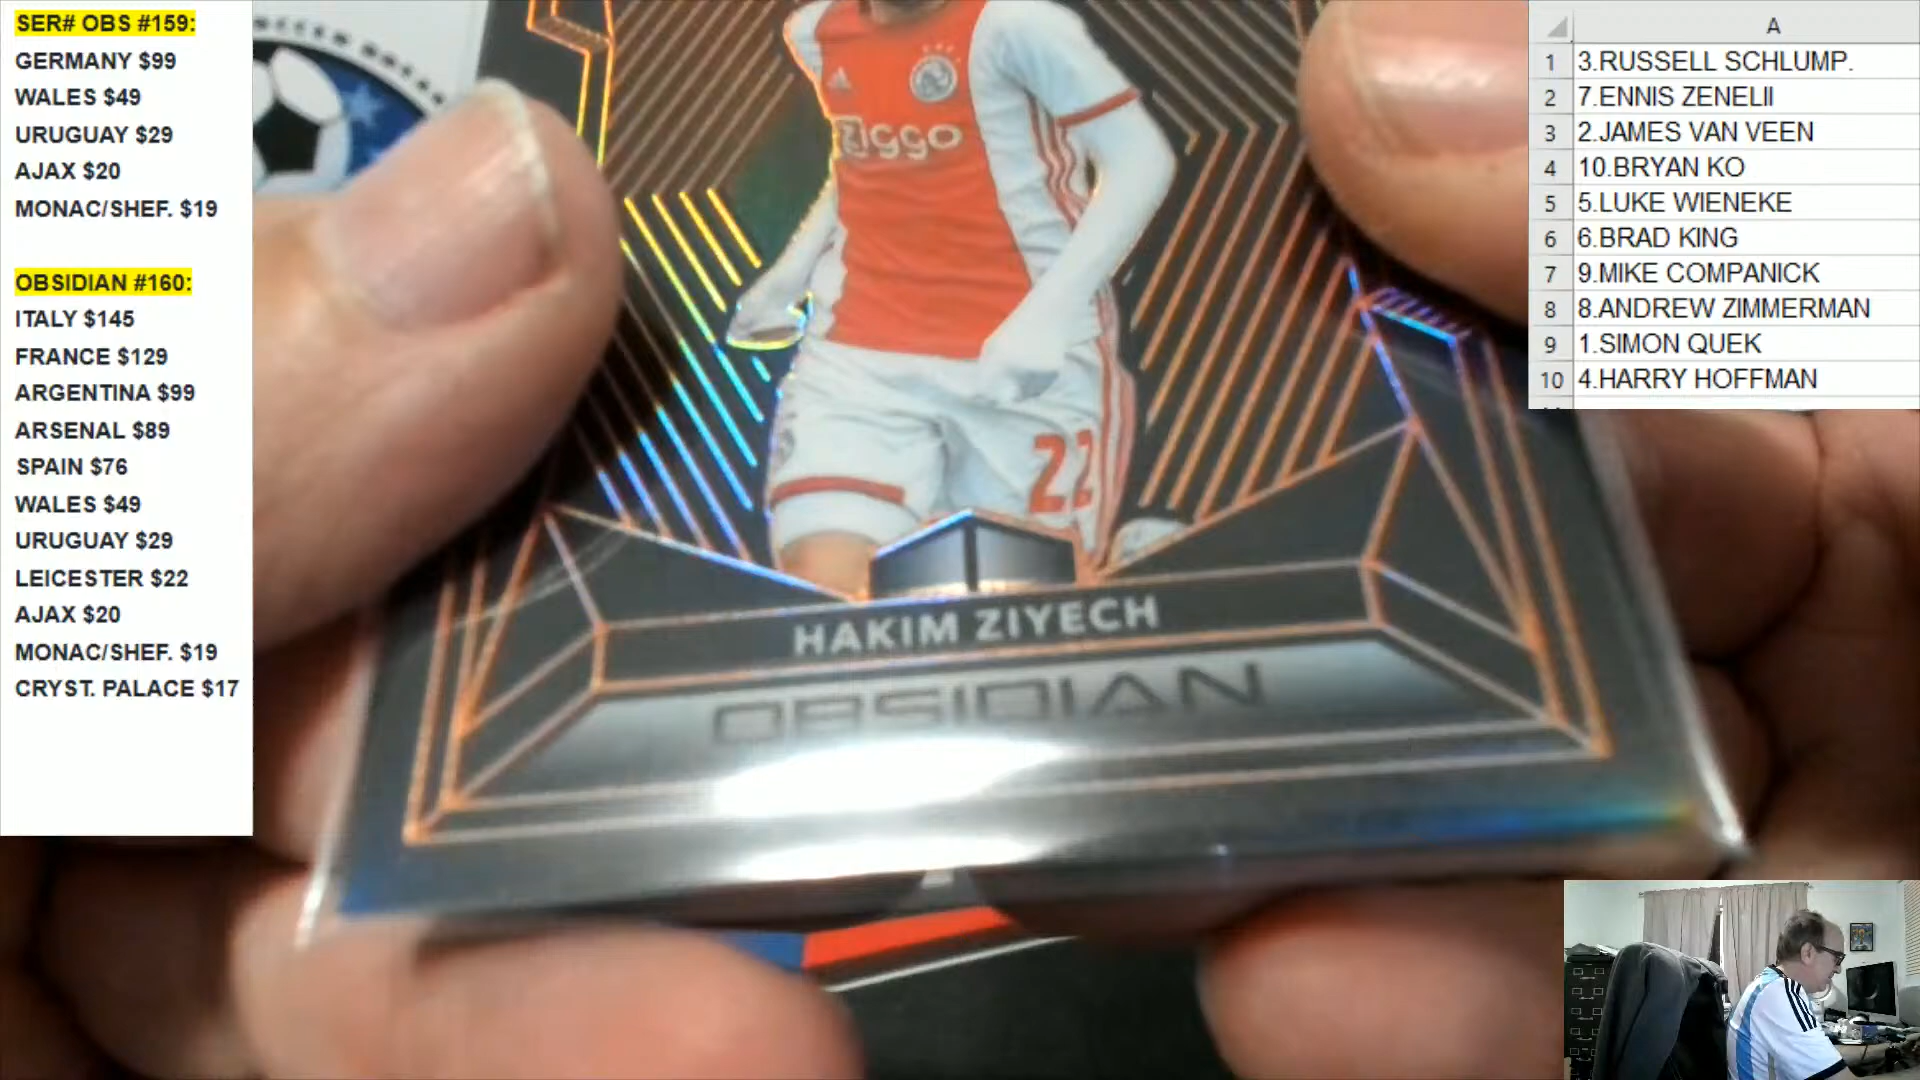 SER# OBS #159:
GERMANY $99
WALES $49
URUGUAY $29
AJAX $20
MONAC/SHEF. $19
OBSIDIAN #160:
ITALY $145
FRANCE $129
ARGENTINA $99
ARSENAL $89
SPAIN $76
WALES $49
URUGUAY $29
LEICESTER $22
AJAX $20
MONAC/SHEF. $19
CRYST. PALACE $17
Ziggo
22
HAKIM ZIYECH
OBSIDIAN
A
1 3.RUSSELL SCHLUMP.
2 7.ENNIS ZENELII
3 2.JAMES VAN VEEN
4 10.BRYAN KO
5 5.LUKE WIENEKE
6 6.BRAD KING
7 9.MIKE COMPANICK
8 8.ANDREW ZIMMERMAN
9 1.SIMON QUEK
10 4.HARRY HOFFMAN